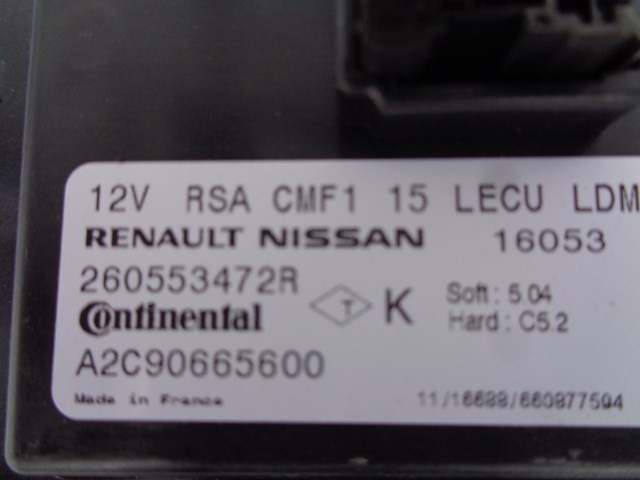 12V RSA CMF1 15 LECU LDM
RENAULT NISSAN 16053
260553472R
Continental T K Soft : 5.04
Hard : C5.2
A2C90665600
Made in France 11/16688/660877594